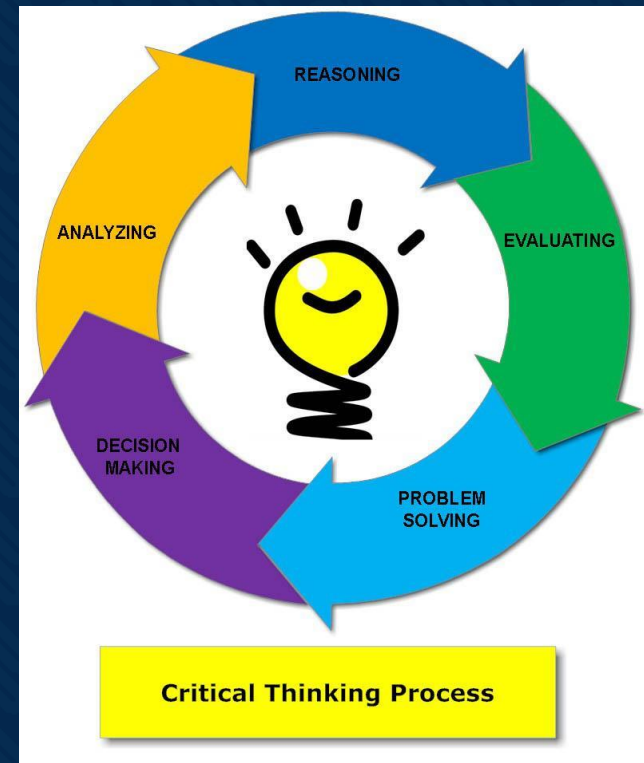 REASONING
EVALUATING
PROBLEM
SOLVING
DECISION
MAKING
ANALYZING
Critical Thinking Process